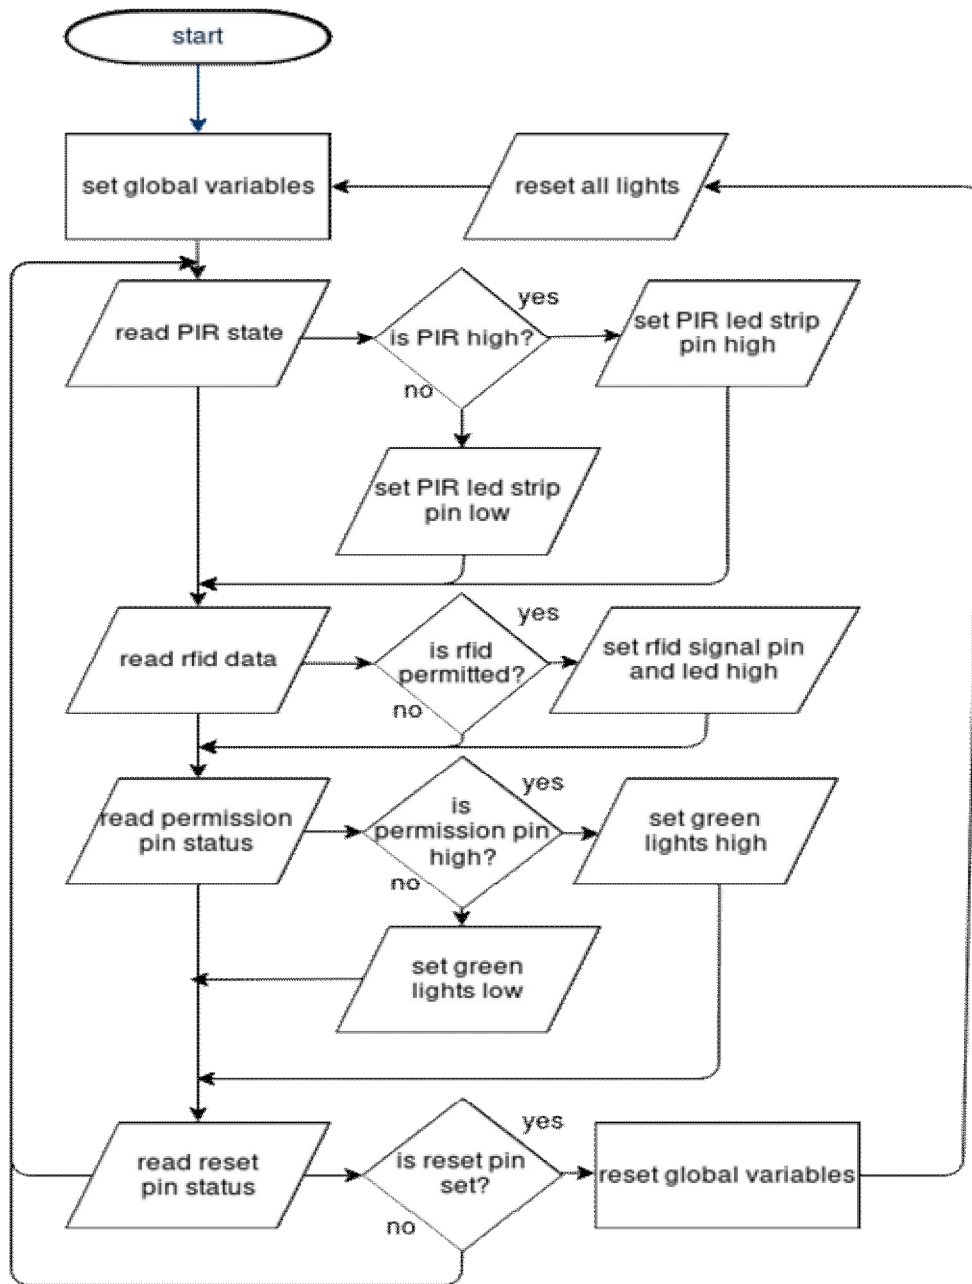 start
set global variables
reset all lights
read PIR state
is PIR high?
yes
no
set PIR led strip
pin high
set PIR led strip
pin low
read rfid data
is rfid
permitted?
yes
no
set rfid signal pin
and led high
read permission
pin status
is
permission pin
high?
yes
no
set green
lights high
set green
lights low
read reset
pin status
is reset pin
set?
yes
no
reset global variables